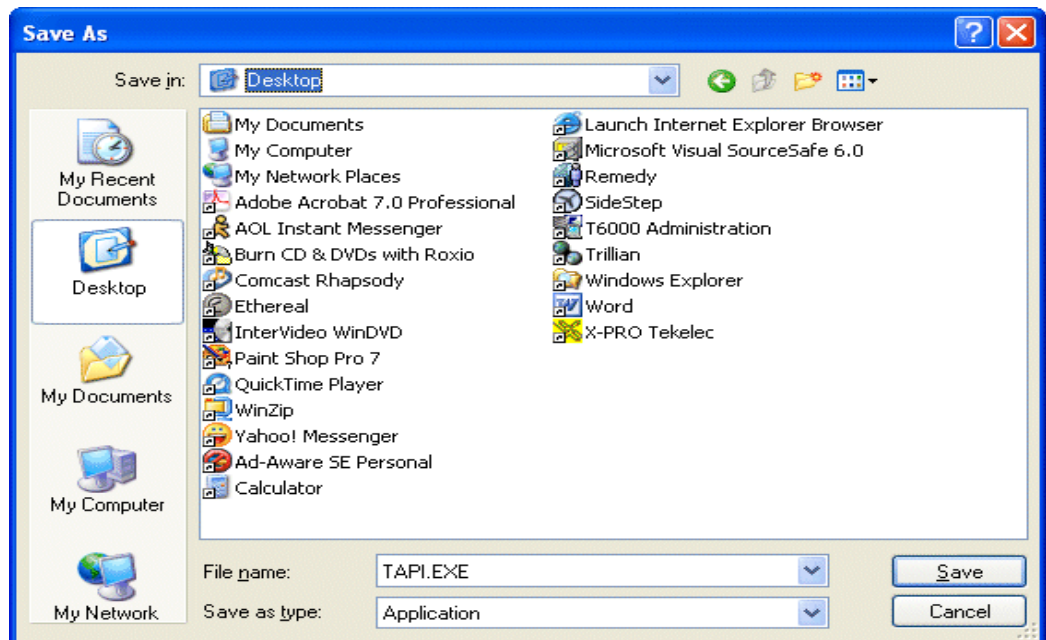 Save As
Save in:
Desktop
My Recent
Documents
Desktop
My Documents
My Computer
My Network
My Documents
My Computer
My Network Places
Adobe Acrobat 7.0 Professional
AOL Instant Messenger
Burn CD & DVDs with Roxio
Comcast Rhapsody
Ethereal
InterVideo WinDVD
Paint Shop Pro 7
QuickTime Player
WinZip
Yahoo! Messenger
Ad-Aware SE Personal
Calculator
Launch Internet Explorer Browser
Microsoft Visual SourceSafe 6.0
Remedy
SideStep
T6000 Administration
Trillian
Windows Explorer
Word
X-PRO Tekelec
File name:
TAPI.EXE
Save
Save as type:
Application
Cancel